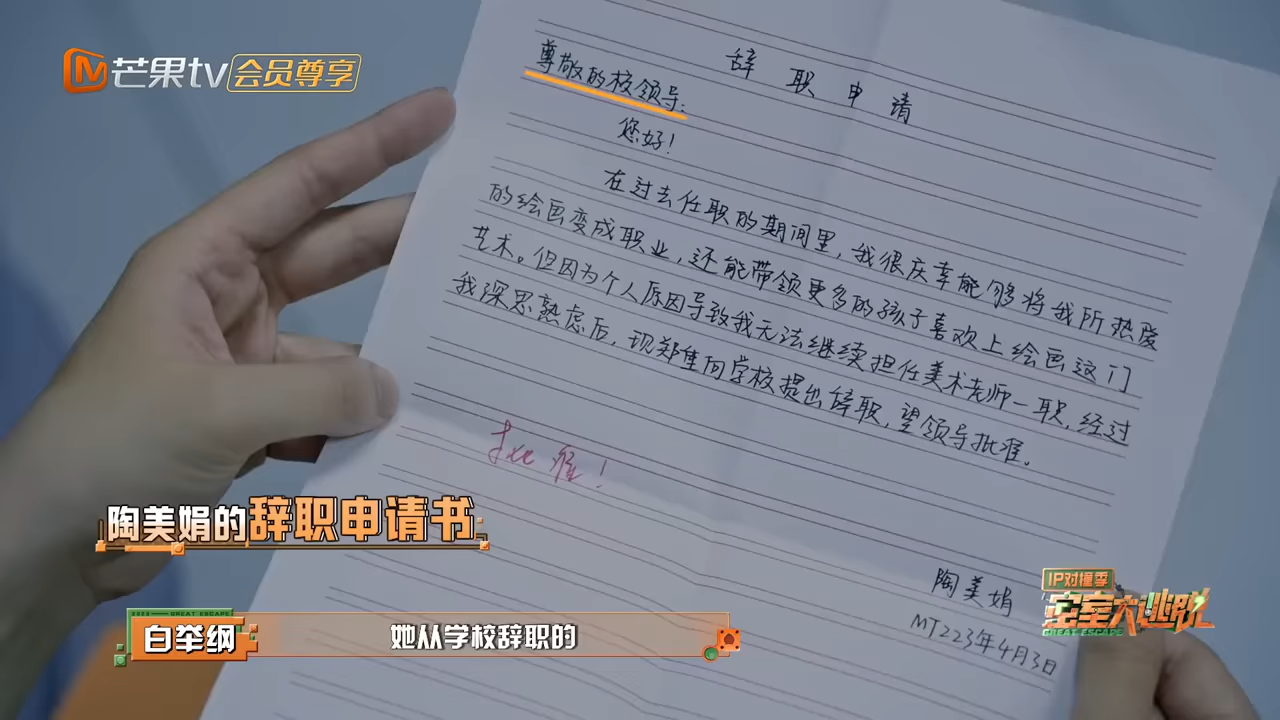 芒果tv会员尊享
辞职申请
尊敬的校领导:
您好!
在过去任职的期间里,我很庆幸能够将我所热爱
的绘画变成职业,还能带领更多的孩子喜欢上绘画这门
艺术。但因为个人原因导致我无法继续担任美术老师一职,经过
我深思熟虑后,现郑重向学校提出辞职,望领导批准。
批准!
陶美娟
MT223年4月3日
陶美娟的辞职申请书
GREAT ESCAPE
白举纲
她从学校辞职的
IP对撞季
密室大逃脱
GREAT ESCAPE